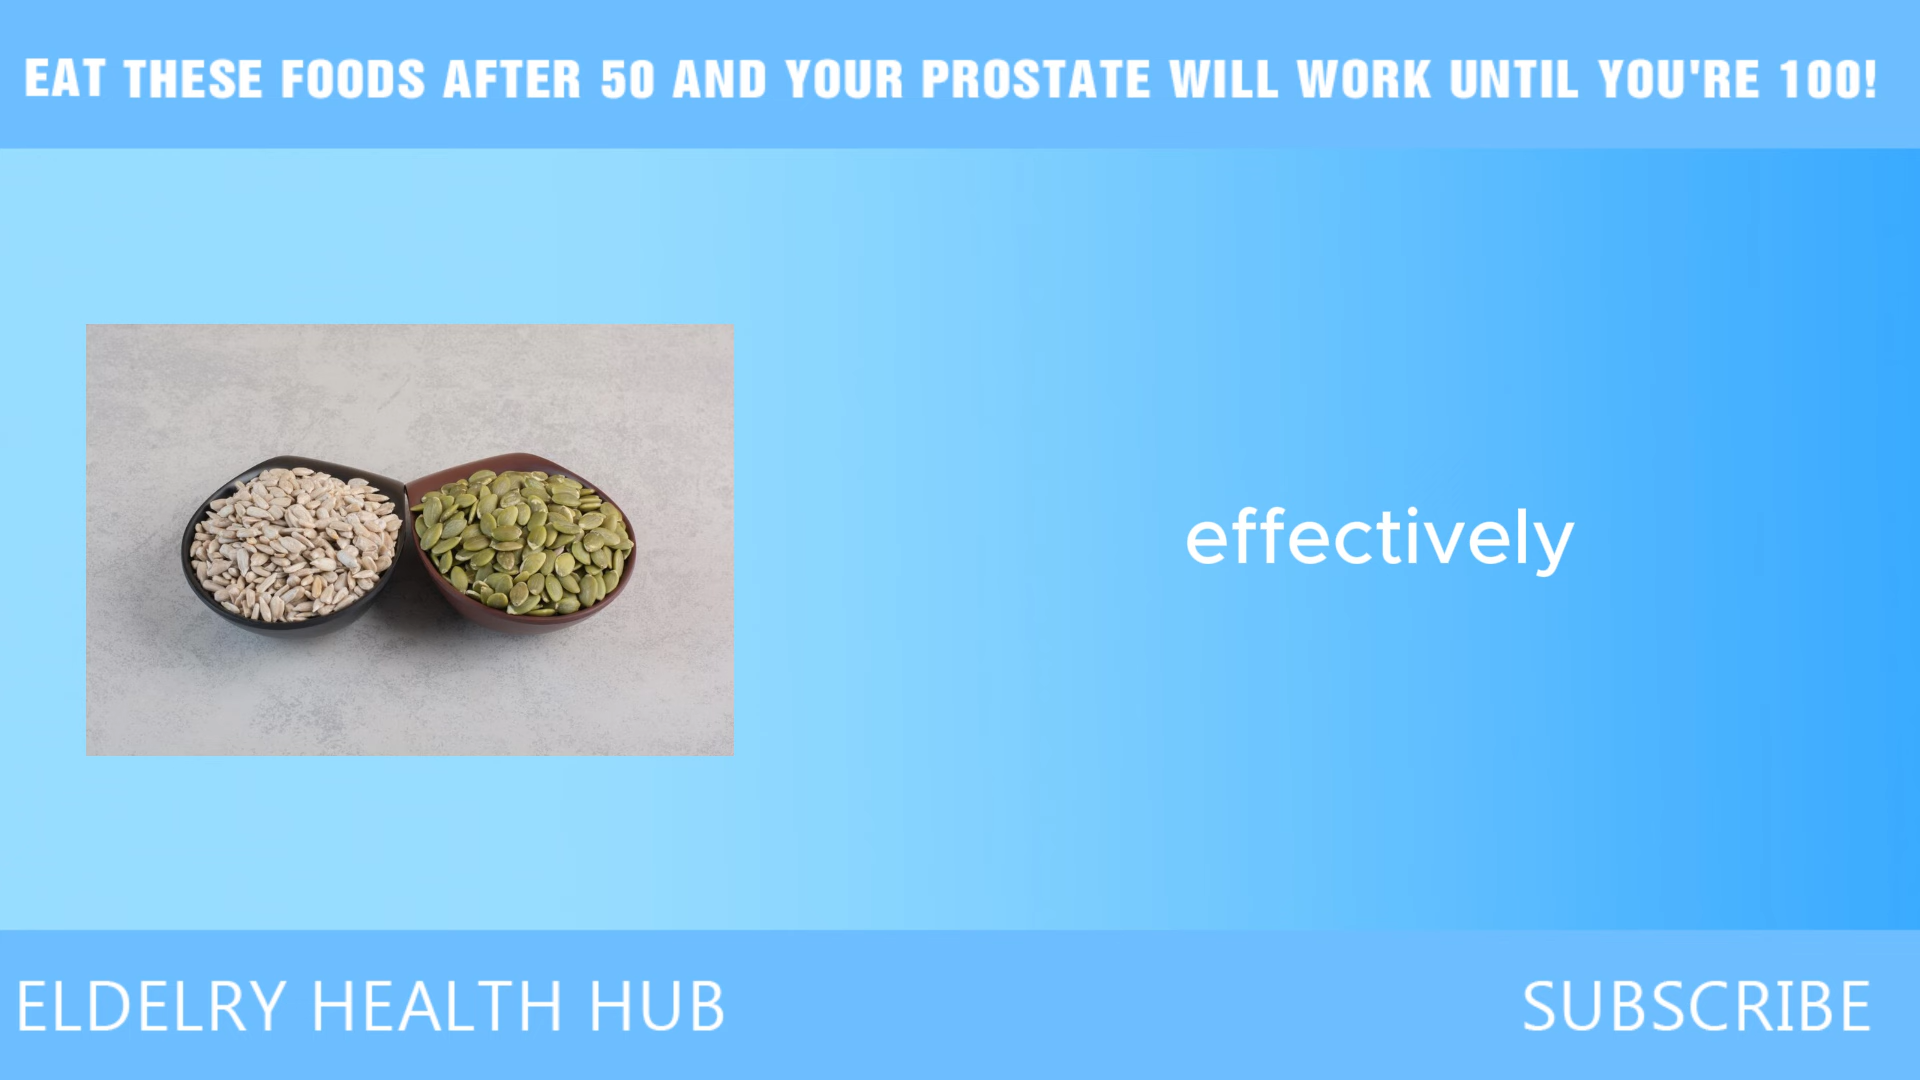 EAT THESE FOODS AFTER 50 AND YOUR PROSTATE WILL WORK UNTIL YOU'RE 100!
effectively
ELDELRY HEALTH HUB
SUBSCRIBE